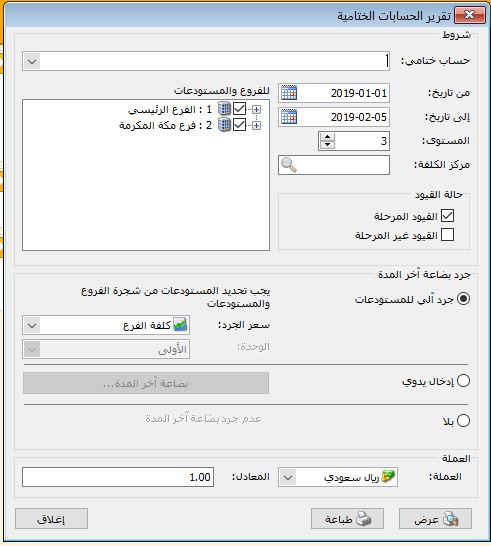 تقرير الحسابات الختامية
شروط
حساب ختامي:
من تاريخ: 2019-01-01
إلى تاريخ: 2019-02-05
المستوى: 3
مركز الكلفة:
حالة القيود
القيود المرحلة
القيود غير المرحلة
للفروع والمستودعات
1 : الفرع الرئيسي
2 : فرع مكة المكرمة
جرد بضاعة آخر المدة
جرد آلي للمستودعات
يجب تحديد المستودعات من شجرة الفروع
والمستودعات
سعر الجرد: كلفة الفرع
الوحدة: الأولى
إدخال يدوي
بضاعة آخر المدة...
بلا
عدم جرد بضاعة آخر المدة
العملة
العملة: ريال سعودي المعادل: 1.00
عرض طباعة إغلاق